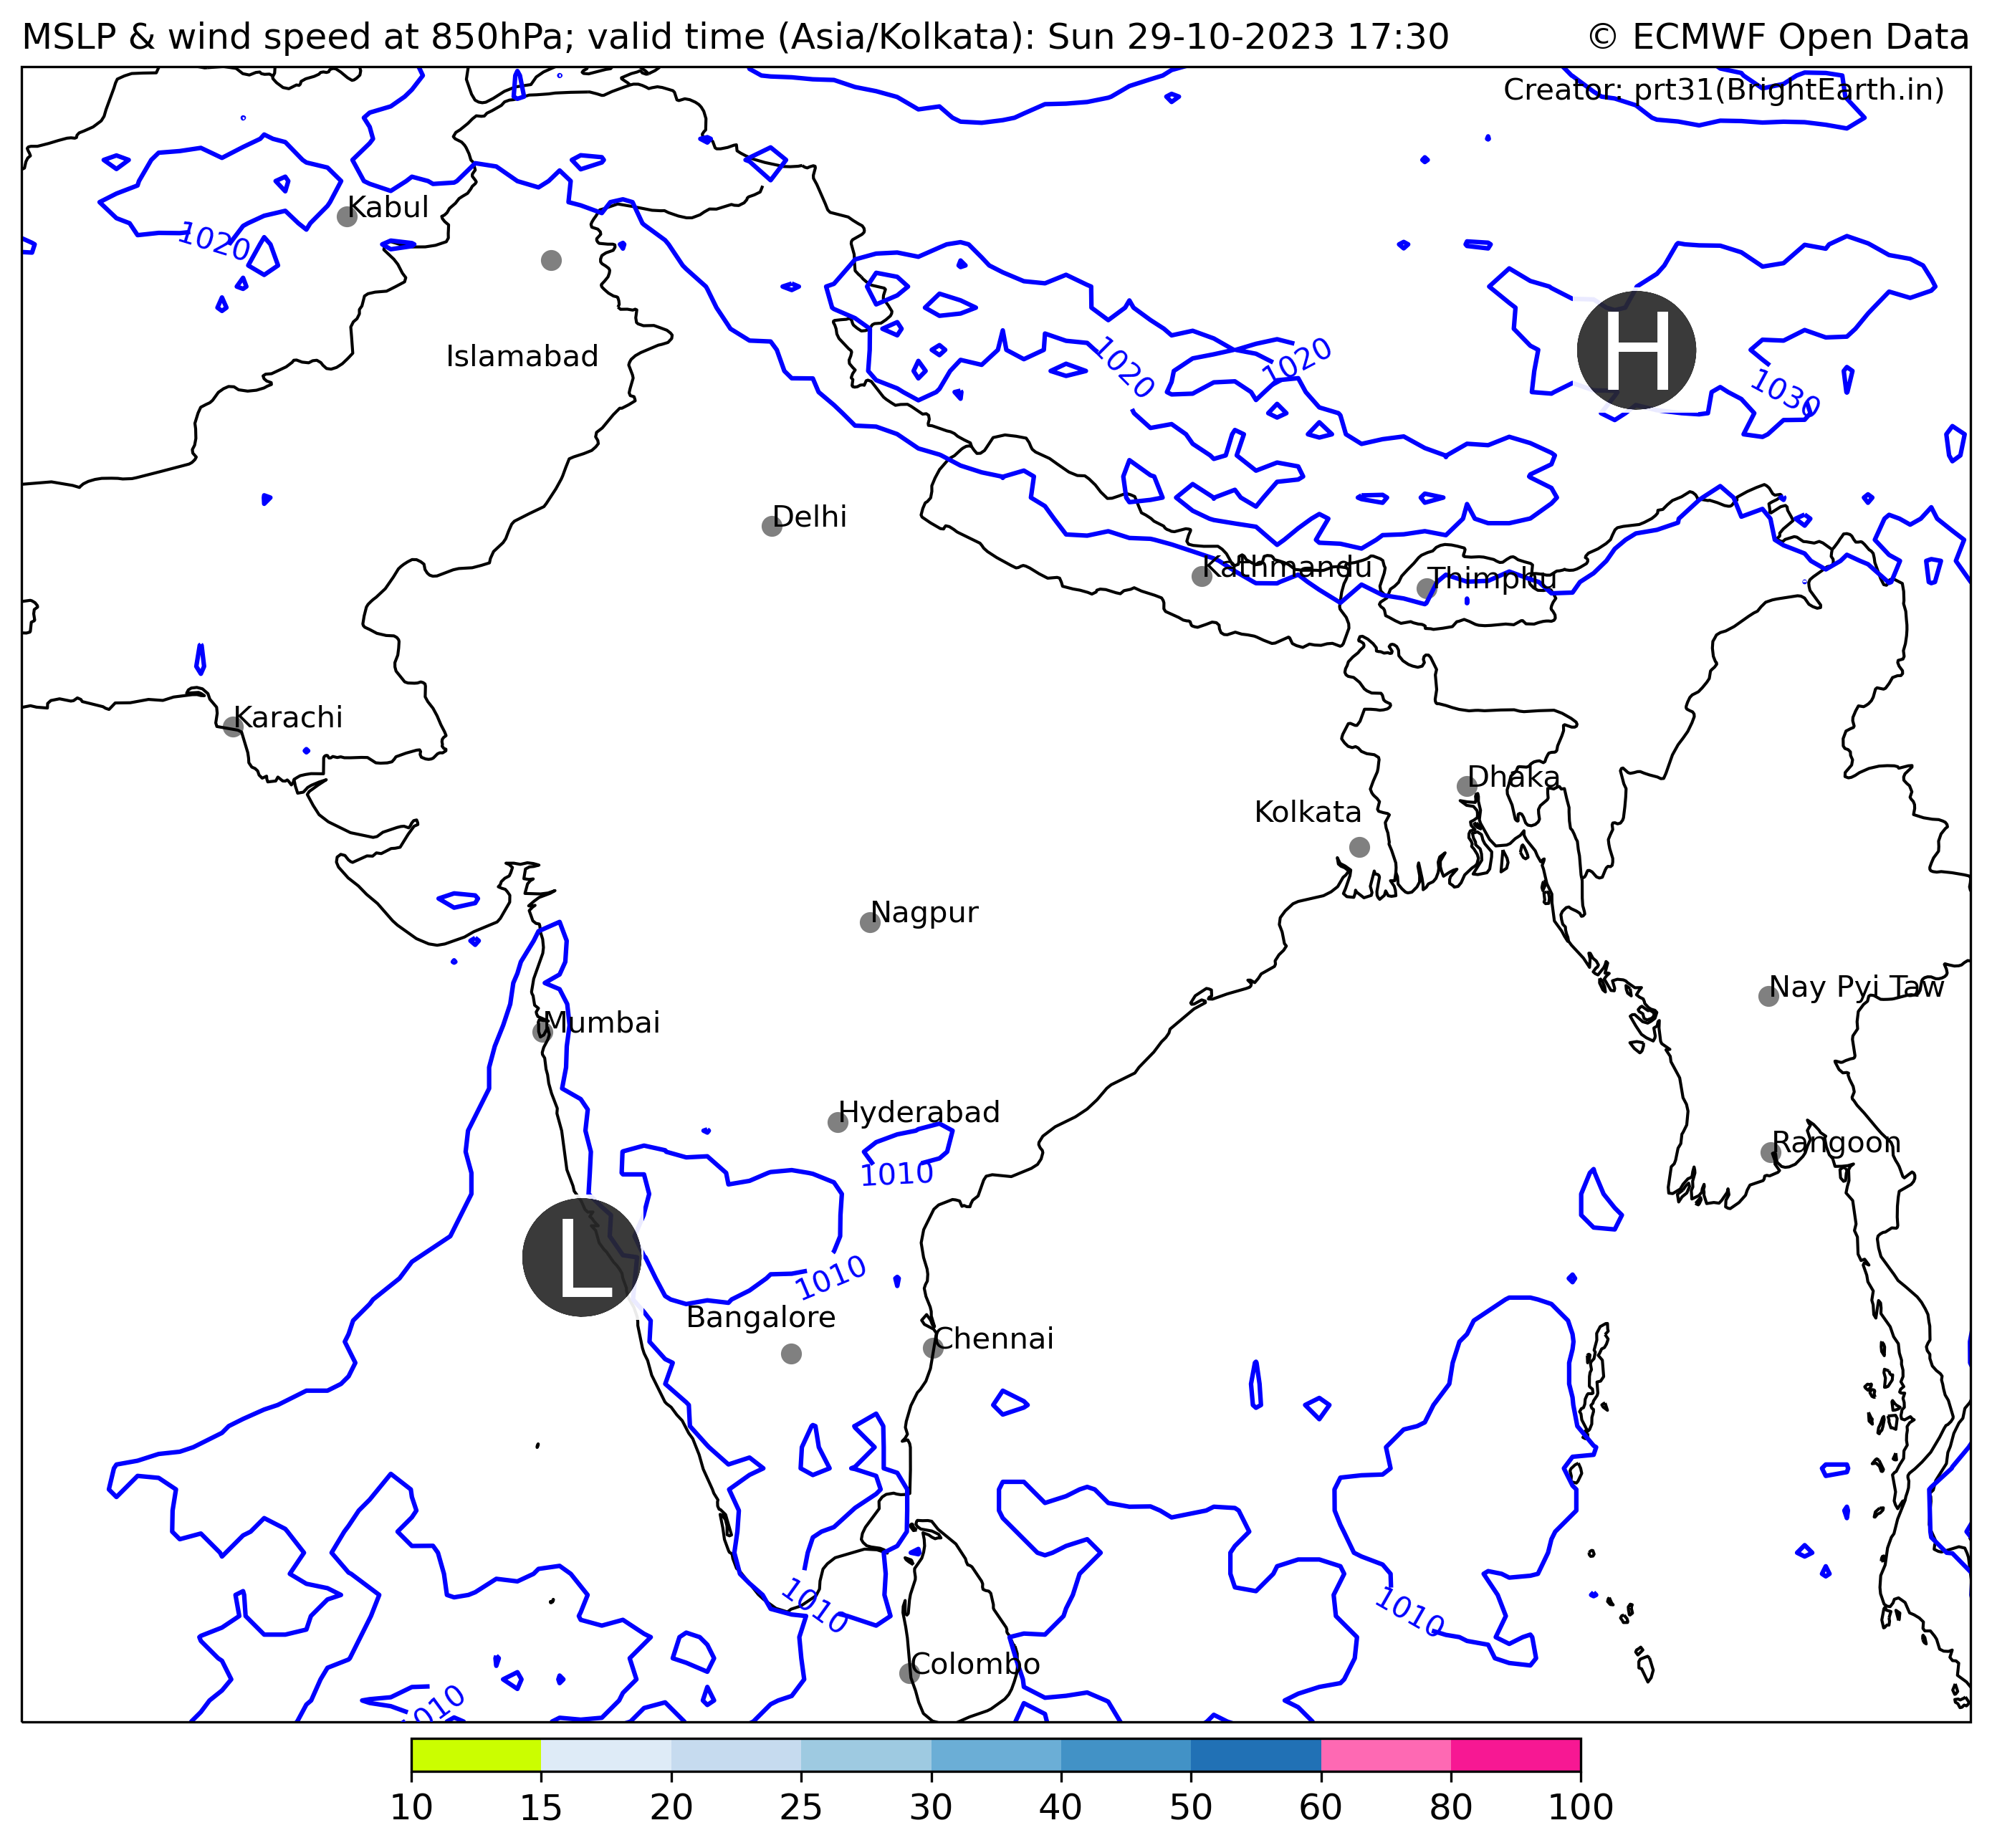 MSLP & wind speed at 850hPa; valid time (Asia/Kolkata): Sun 29-10-2023 17:30
© ECMWF Open Data
Creator: prt31(BrightEarth.in)
Kabul
1020
Islamabad
1020
1020
H
1030
Delhi
Kathmandu
Thimphu
Karachi
Dhaka
Kolkata
Nagpur
Nay Pyi Taw
Mumbai
Hyderabad
Rangoon
1010
L
1010
Bangalore
Chennai
1010
1010
Colombo
1010
10 15 20 25 30 40 50 60 80 100